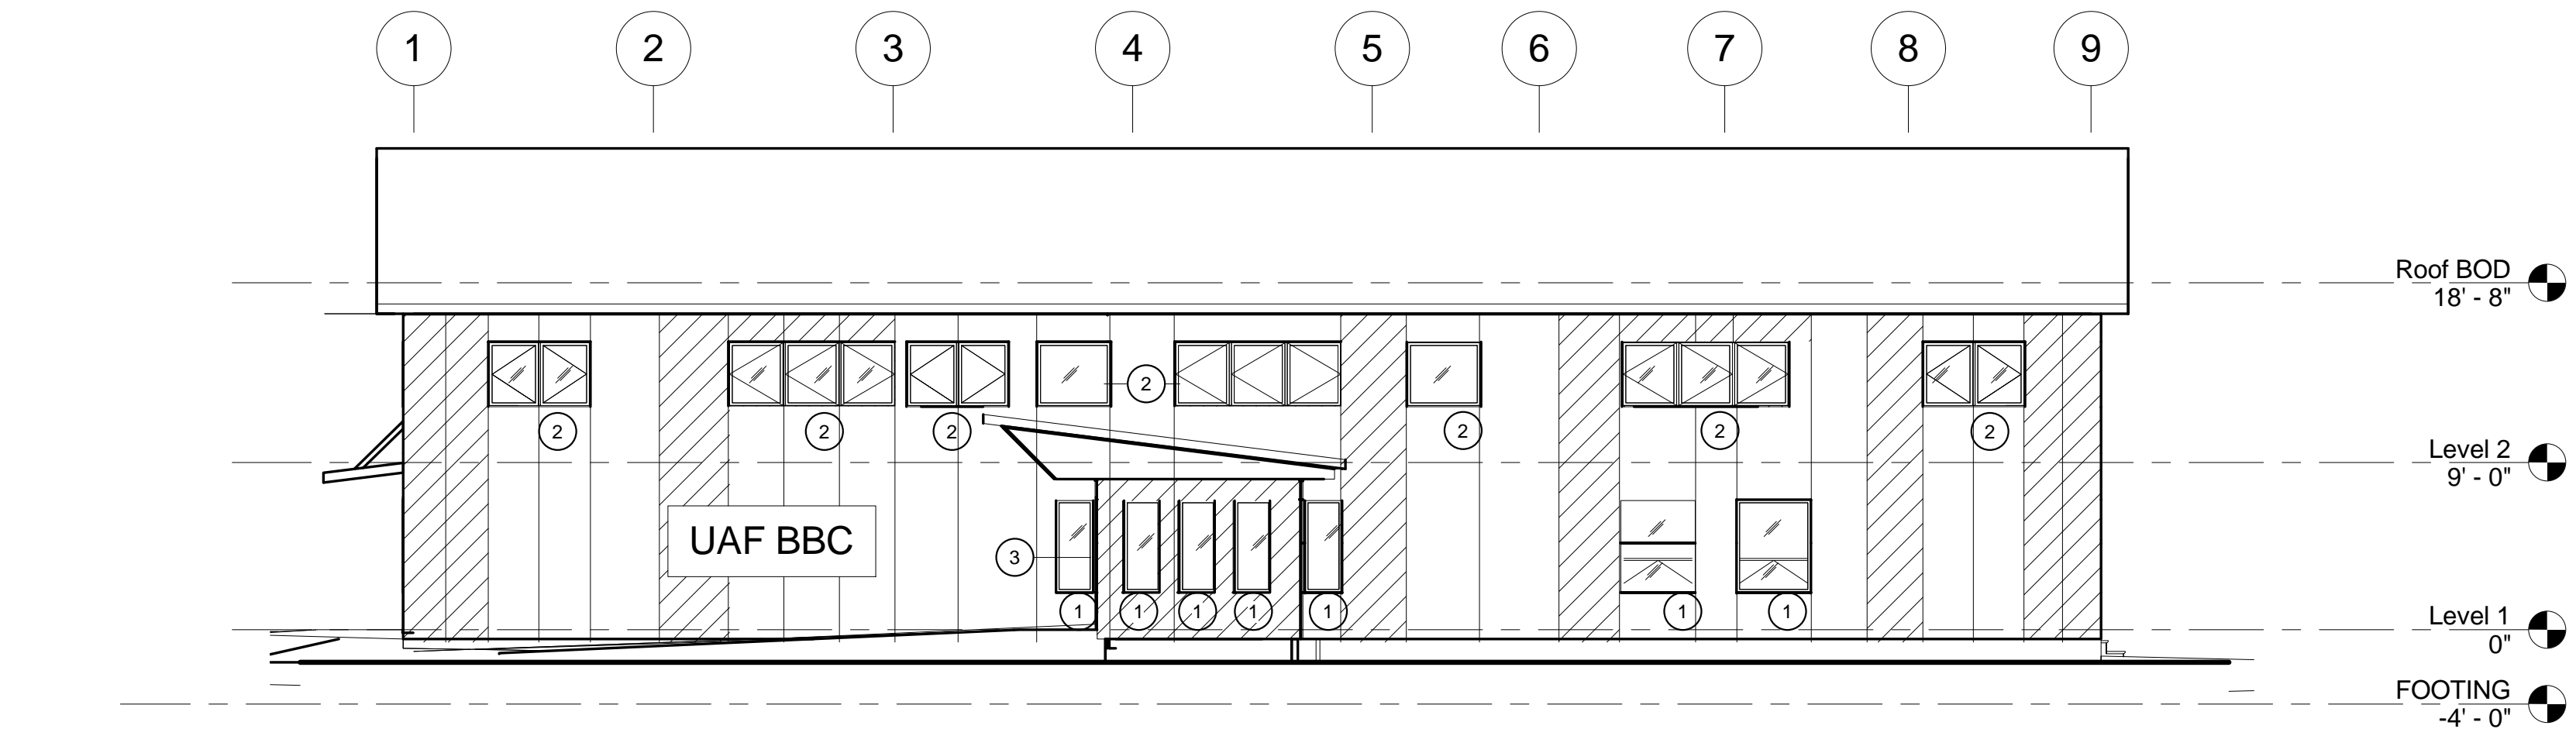 1 2 3 4 5 6 7 8 9
Roof BOD
18' - 8"
2
2 2 2 2 2 2
Level 2
9' - 0"
UAF BBC
3
1 1 1 1 1 1 1
Level 1
0"
FOOTING
-4' - 0"